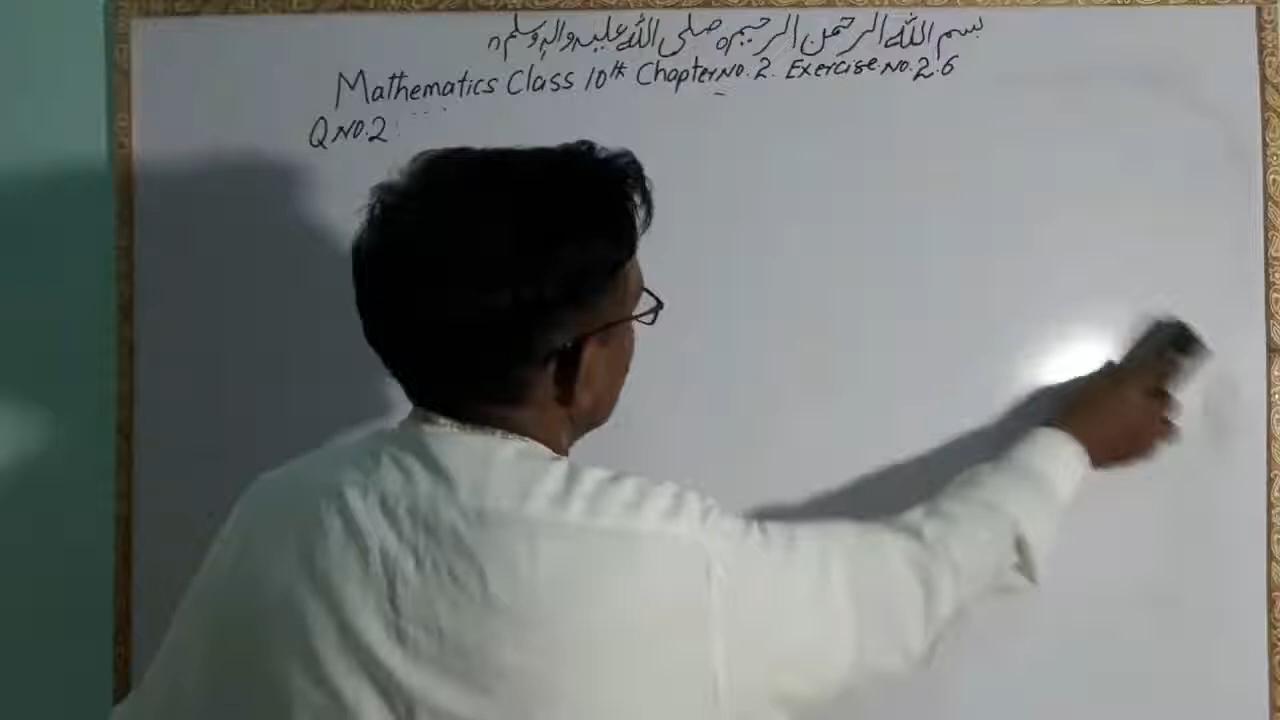 بسم اللہ الرحمن الرحیم صلی اللہ علیہ والہ وسلم
Mathematics Class 10th Chapter No. 2. Exercise No. 2.6
Q No. 2